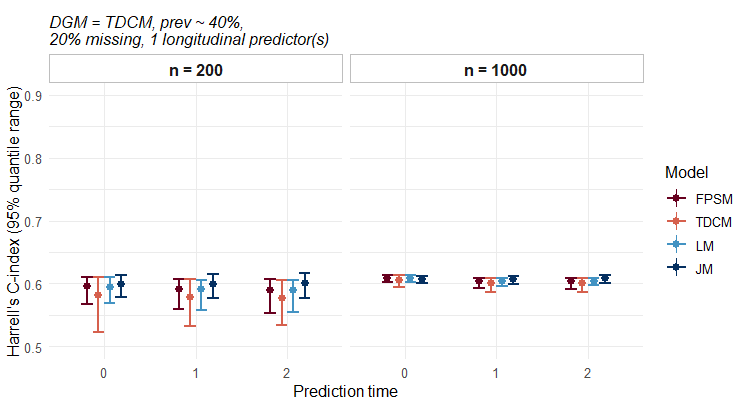 DGM = TDCM, prev ~ 40%,
20% missing, 1 longitudinal predictor(s)
n = 200
n = 1000
Harrell's C-index (95% quantile range)
0.9
0.8
0.7
0.6
0.5
0
1
2
0
1
2
Prediction time
Model
FPSM
TDCM
LM
JM